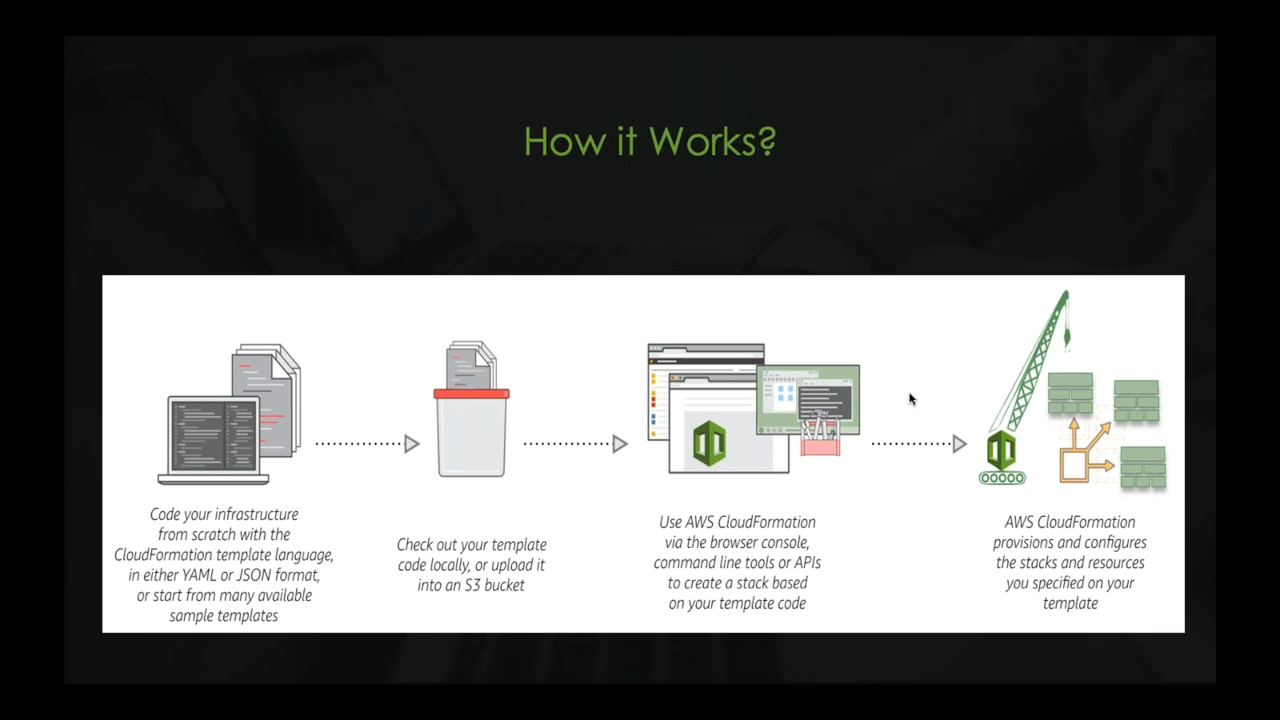 How it Works?
Code your infrastructure
from scratch with the
CloudFormation template language,
in either YAML or JSON format,
or start from many available
sample templates
Check out your template
code locally, or upload it
into an S3 bucket
Use AWS CloudFormation
via the browser console,
command line tools or APIs
to create a stack based
on your template code
AWS CloudFormation
provisions and configures
the stacks and resources
you specified on your
template